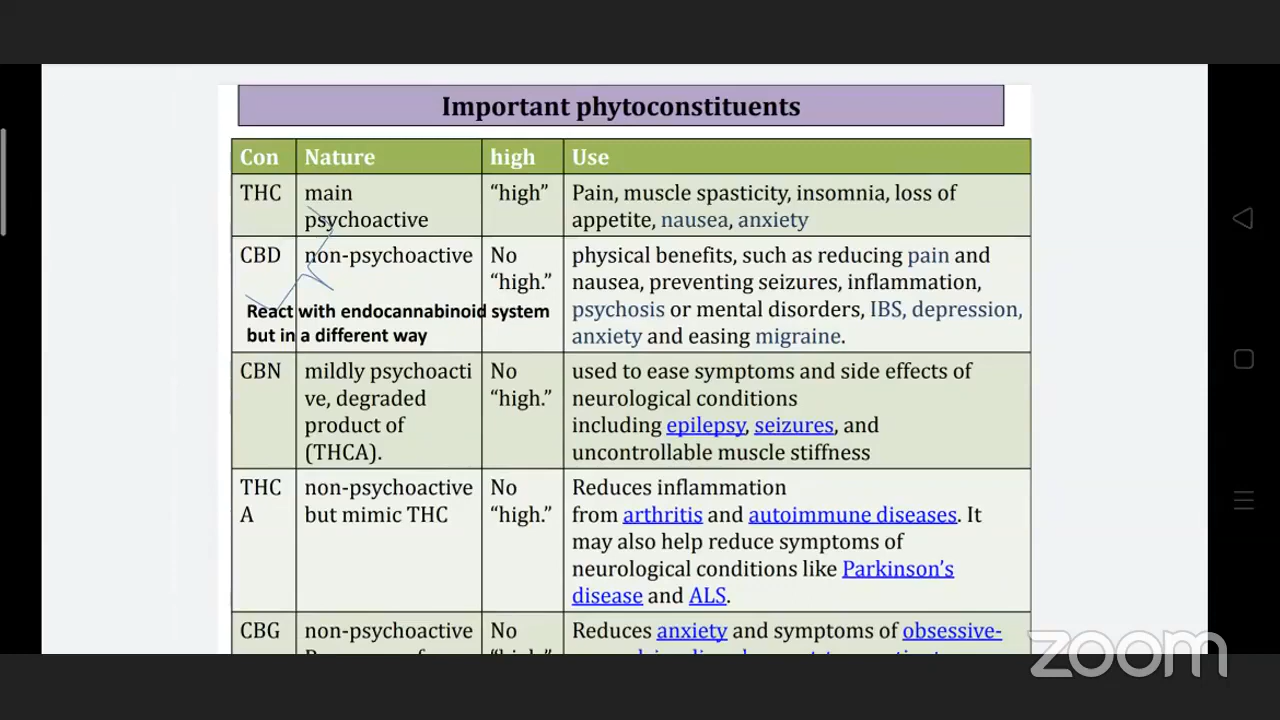 Important phytoconstituents
Con Nature high Use
THC main psychoactive “high” Pain, muscle spasticity, insomnia, loss of
appetite, nausea, anxiety
CBD non-psychoactive No “high.” physical benefits, such as reducing pain and
nausea, preventing seizures, inflammation,
psychosis or mental disorders, IBS, depression,
anxiety and easing migraine.
React with endocannabinoid system
but in a different way
CBN mildly psychoacti
ve, degraded
product of
(THCA).
No
“high.”
used to ease symptoms and side effects of
neurological conditions
including epilepsy, seizures, and
uncontrollable muscle stiffness
THC
A
non-psychoactive
but mimic THC
No
“high.”
Reduces inflammation
from arthritis and autoimmune diseases. It
may also help reduce symptoms of
neurological conditions like Parkinson’s
disease and ALS.
CBG non-psychoactive No Reduces anxiety and symptoms of obsessive-
zoom